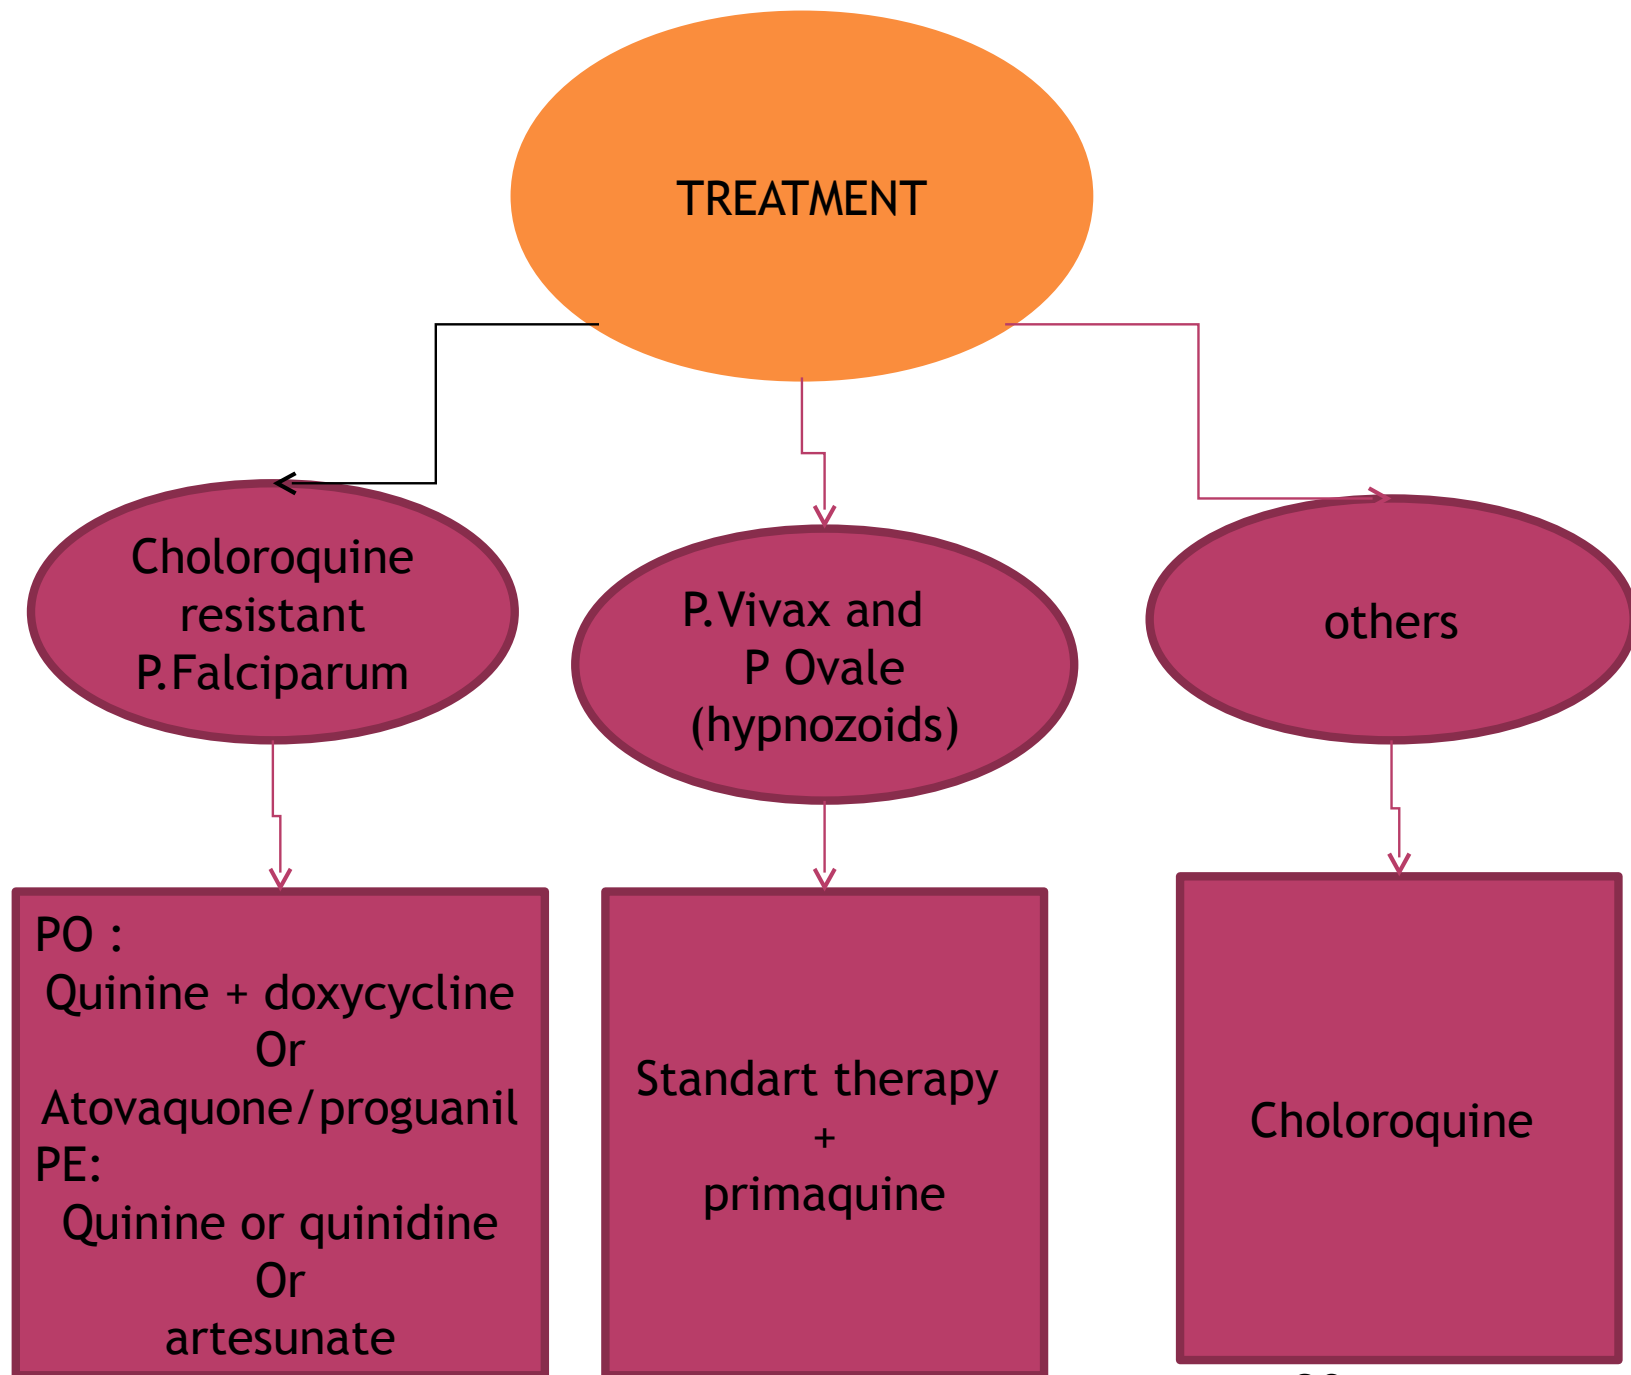 TREATMENT
Choloroquine
resistant
P.Falciparum
P.Vivax and
P Ovale
(hypnozoids)
others
PO :
Quinine + doxycycline
Or
Atovaquone/proguanil
PE:
Quinine or quinidine
Or
artesunate
Standart therapy
+
primaquine
Choloroquine